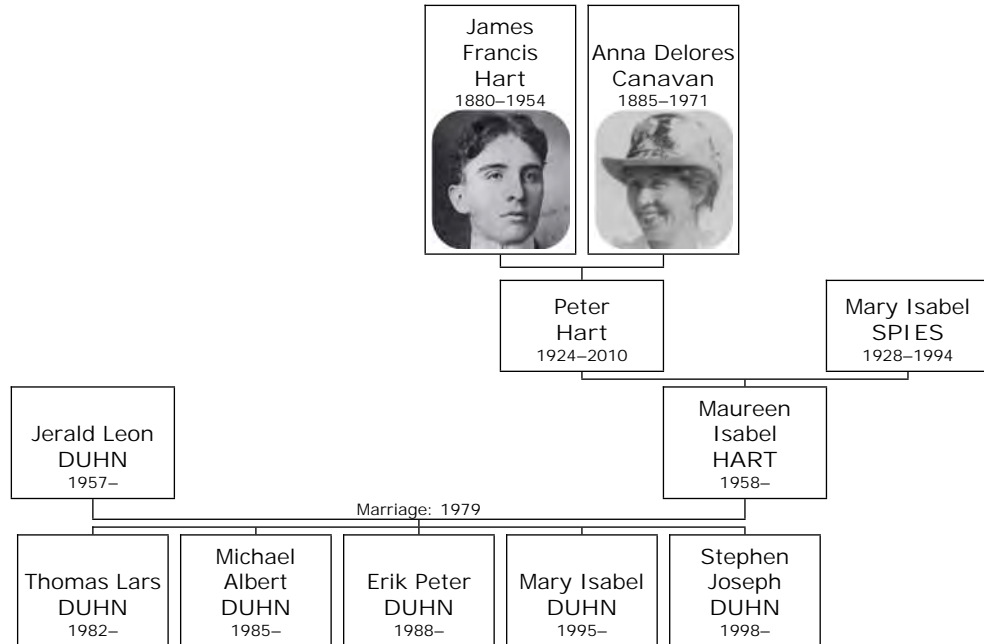 James
Francis
Hart
1880–1954
Anna Delores
Canavan
1885–1971
Peter
Hart
1924–2010
Mary Isabel
SPIES
1928–1994
Jerald Leon
DUHN
1957–
Maureen
Isabel
HART
1958–
Marriage: 1979
Thomas Lars
DUHN
1982–
Michael
Albert
DUHN
1985–
Erik Peter
DUHN
1988–
Mary Isabel
DUHN
1995–
Stephen
Joseph
DUHN
1998–